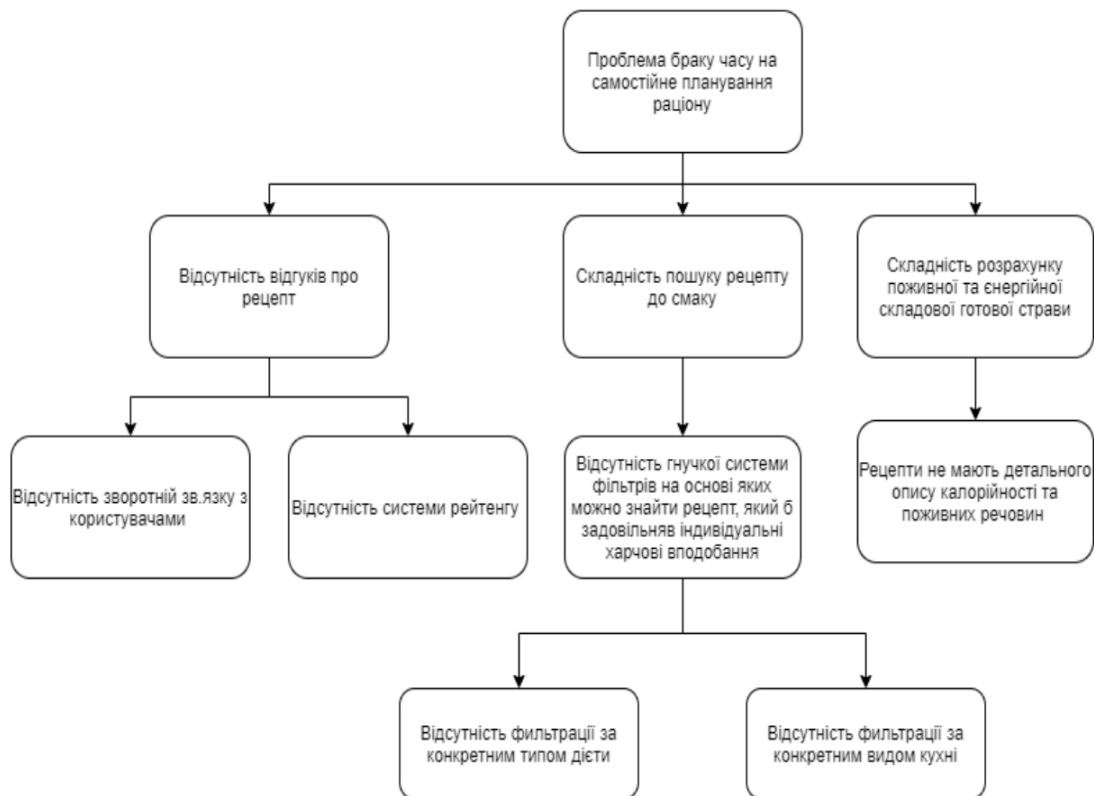 Проблема браку часу на
самостійне планування
раціону
Відсутність відгуків про
рецепт
Складність пошуку рецепту
до смаку
Складність розрахунку
поживної та єнергійної
складової готової страви
Відсутність зворотній зв.язку з
користувачами
Відсутність системи рейтенгу
Відсутність гнучкої системи
фільтрів на основі яких
можно знайти рецепт, який б
задовільняв індивідуальні
харчові вподобання
Рецепти не мають детального
опису калорійності та
поживних речовин
Відсутність фильтрації за
конкретним типом дієти
Відсутність фильтрації за
конкретним видом кухні